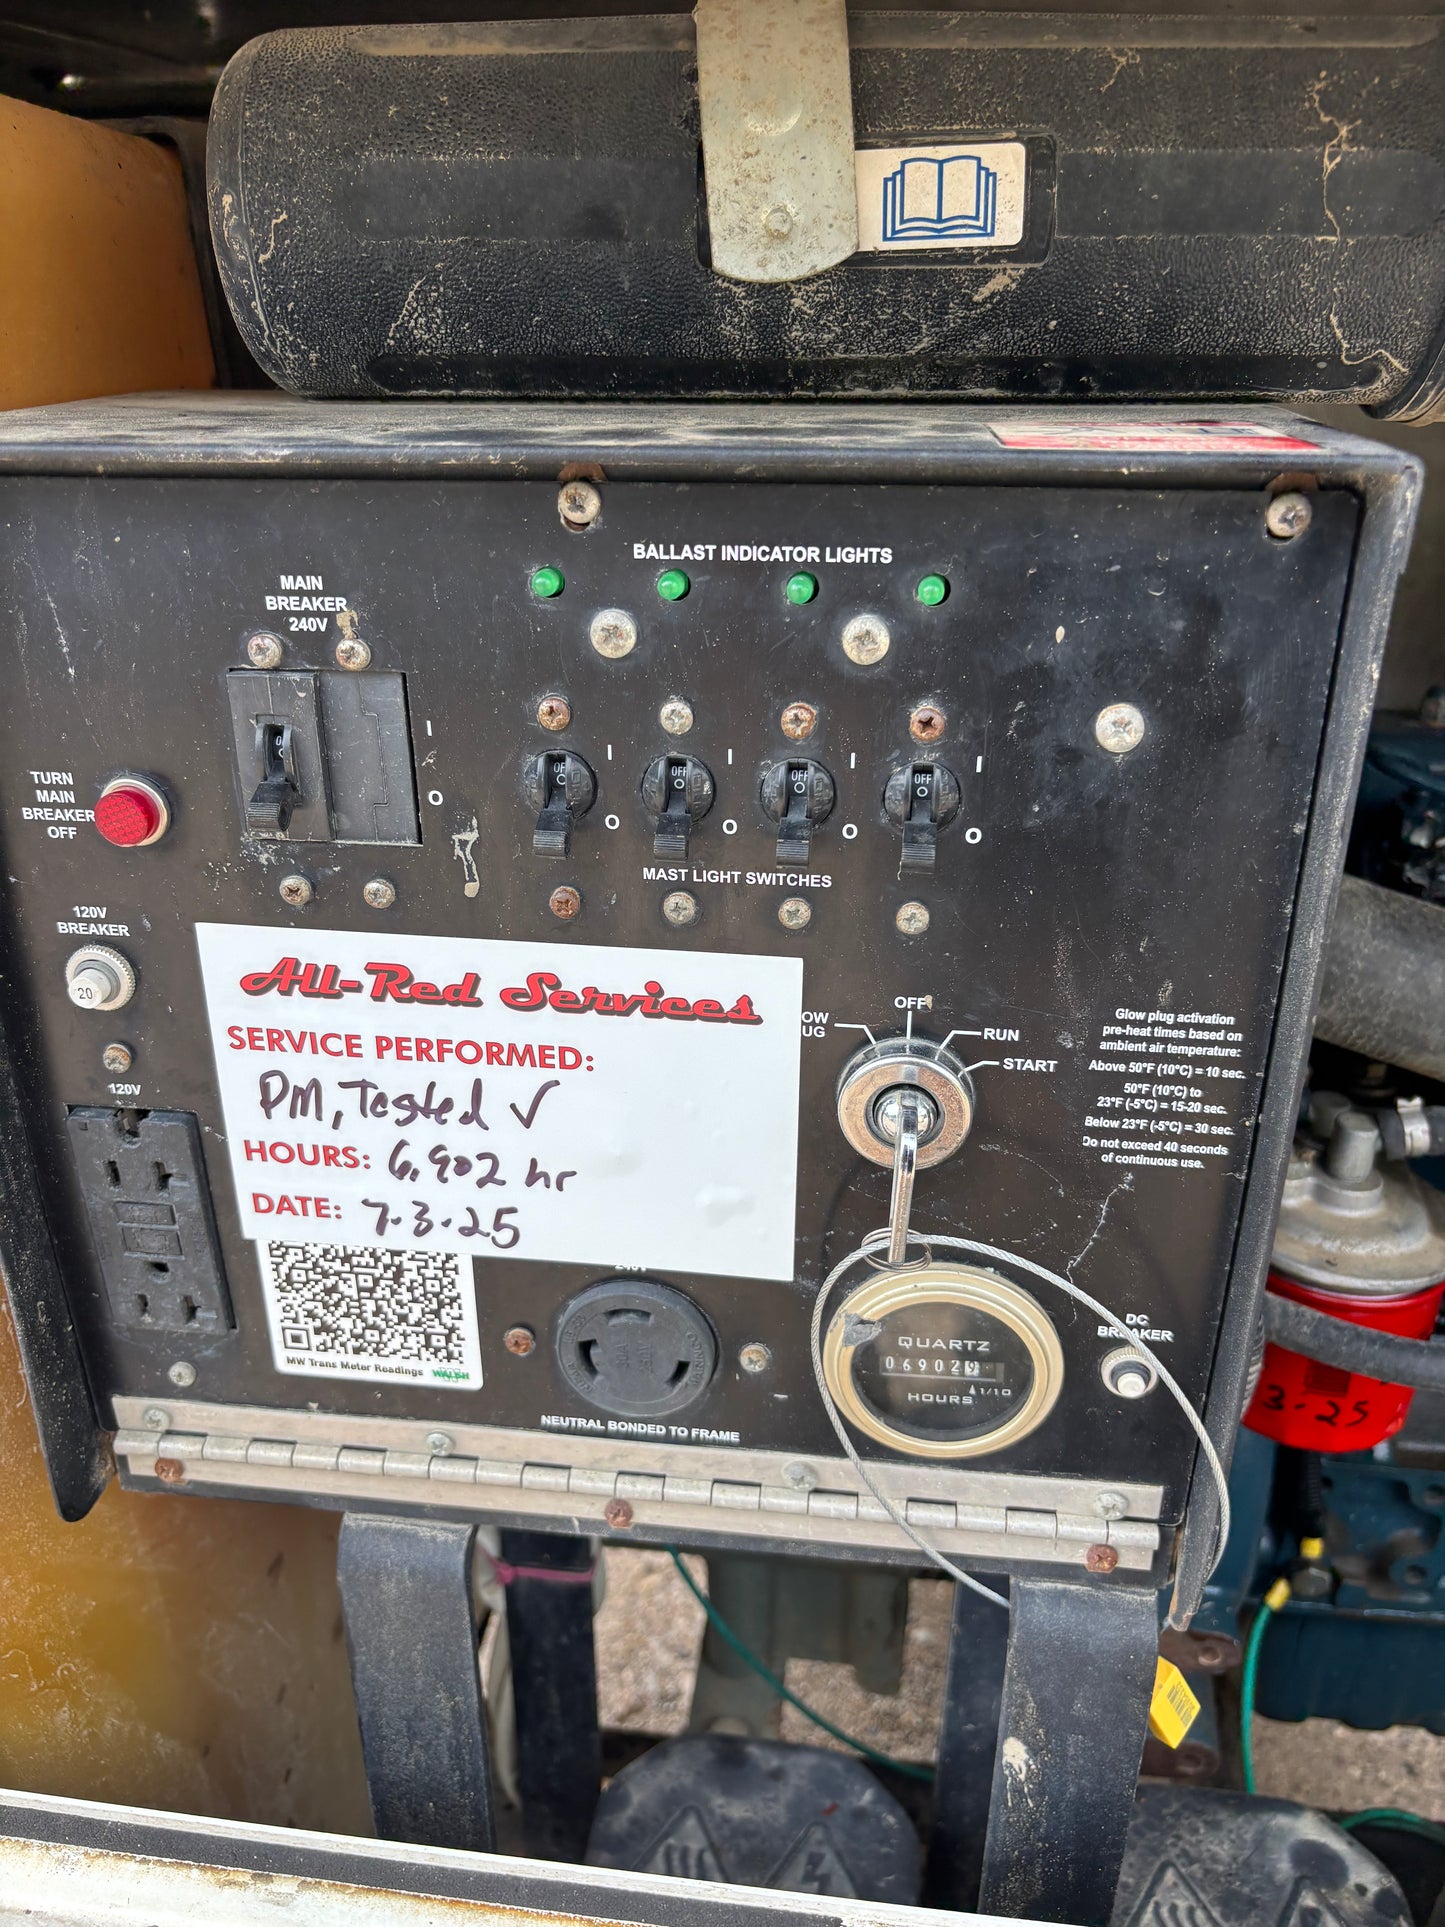 BALLAST INDICATOR LIGHTS
MAIN
BREAKER
240V
I
O
TURN
MAIN
BREAKER
OFF
OFF
O
I
O
OFF
O
I
O
OFF
O
I
O
OFF
O
I
O
MAST LIGHT SWITCHES
120V
BREAKER
20
120V
All-Red Services
SERVICE PERFORMED:
PM, Tested ✓
HOURS: 6,902 hr
DATE: 7.3.25
MW Trans Meter Readings WALSH
OW
UG
OFF
RUN
START
Glow plug activation
pre-heat times based on
ambient air temperature:
Above 50°F (10°C) = 10 sec.
50°F (10°C) to
23°F (-5°C) = 15-20 sec.
Below 23°F (-5°C) = 30 sec.
Do not exceed 40 seconds
of continuous use.
30A
NEUTRAL BONDED TO FRAME
QUARTZ
069029
1/10
HOURS
DC
BREAKER
3.25